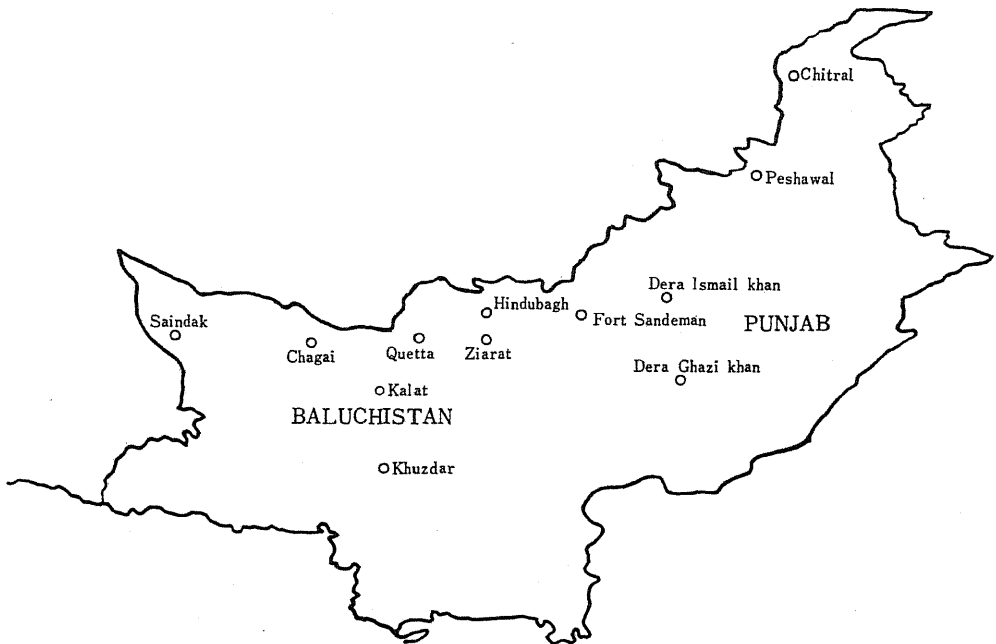 Chitral
Peshawal
Dera Ismail khan
Hindubagh
Fort Sandeman
PUNJAB
Saindak
Chagai
Quetta
Ziarat
Dera Ghazi khan
Kalat
BALUCHISTAN
Khuzdar